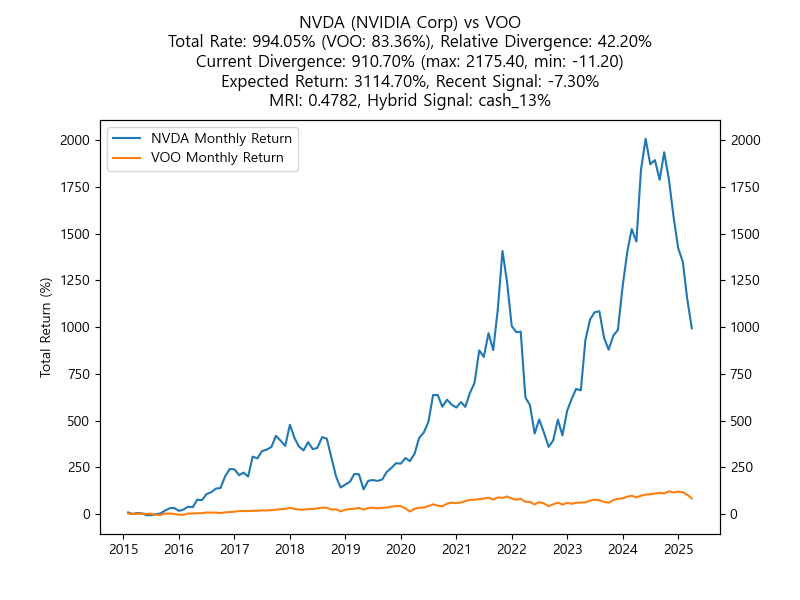 NVDA (NVIDIA Corp) vs VOO
Total Rate: 994.05% (VOO: 83.36%), Relative Divergence: 42.20%
Current Divergence: 910.70% (max: 2175.40, min: -11.20)
Expected Return: 3114.70%, Recent Signal: -7.30%
MRI: 0.4782, Hybrid Signal: cash_13%
NVDA Monthly Return
VOO Monthly Return
Total Return (%)
2000 2000
1750 1750
1500 1500
1250 1250
1000 1000
750 750
500 500
250 250
0 0
2015 2016 2017 2018 2019 2020 2021 2022 2023 2024 2025